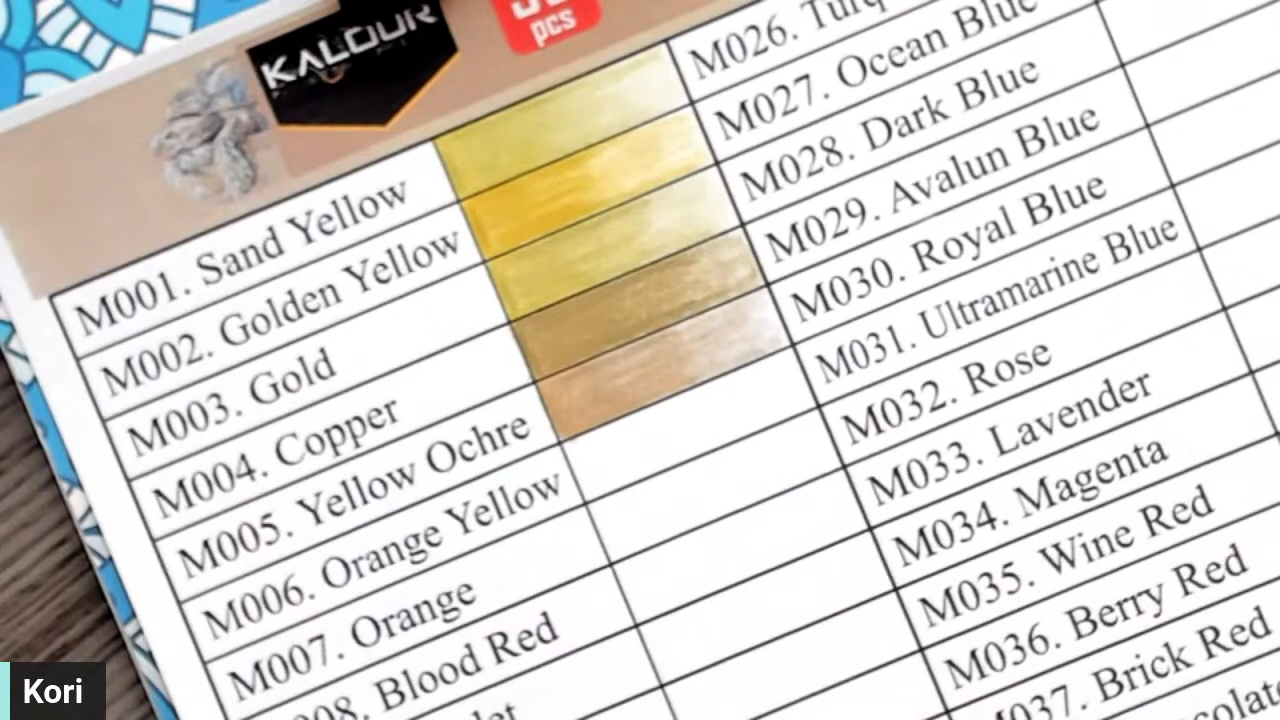 KALOUR
pcs
M001. Sand Yellow
M002. Golden Yellow
M003. Gold
M004. Copper
M005. Yellow Ochre
M006. Orange Yellow
M007. Orange
Blood Red
M026.
M027. Ocean Blue
M028. Dark Blue
M029. Avalun Blue
M030. Royal Blue
M031. Ultramarine Blue
M032. Rose
M033. Lavender
M034. Magenta
M035. Wine Red
M036. Berry Red
Brick Red
Kori